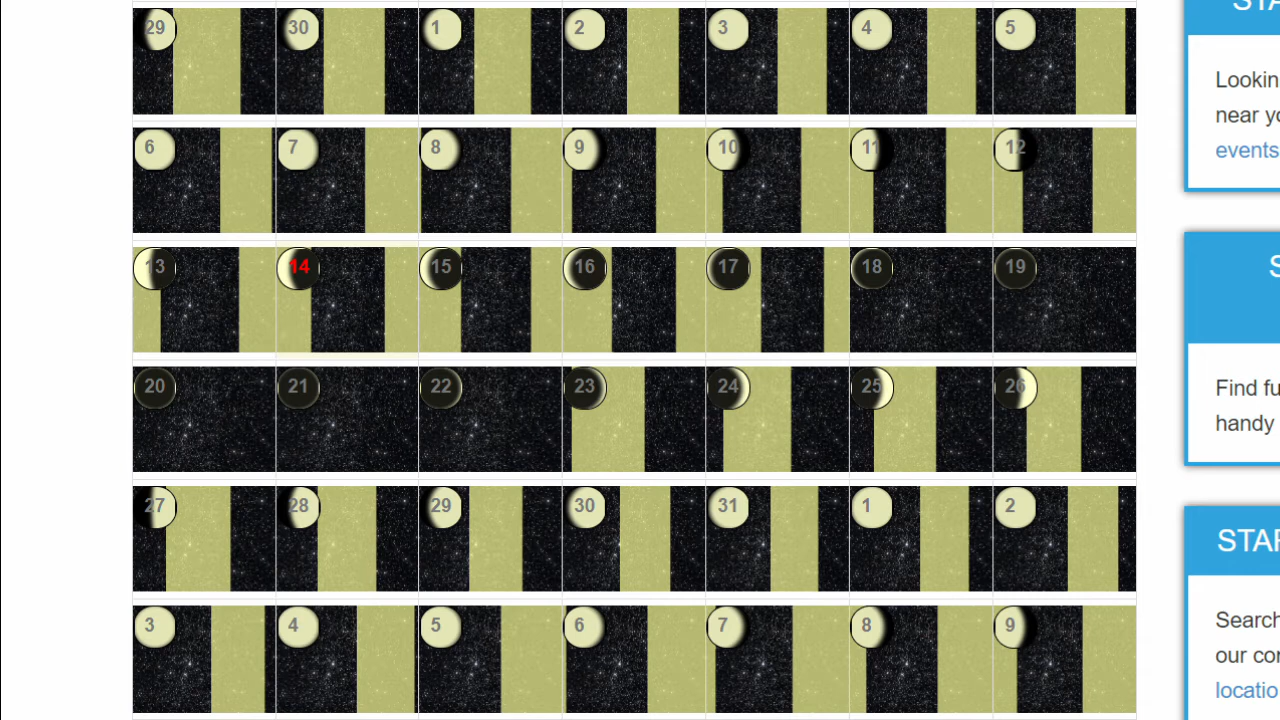 STA
29 30 1 2 3 4 5
Lookin
near yo
events
6 7 8 9 10 11 12
13 14 15 16 17 18 19
S
20 21 22 23 24 25 26
Find fu
handy
27 28 29 30 31 1 2
STAR
3 4 5 6 7 8 9
Search
our con
locatio